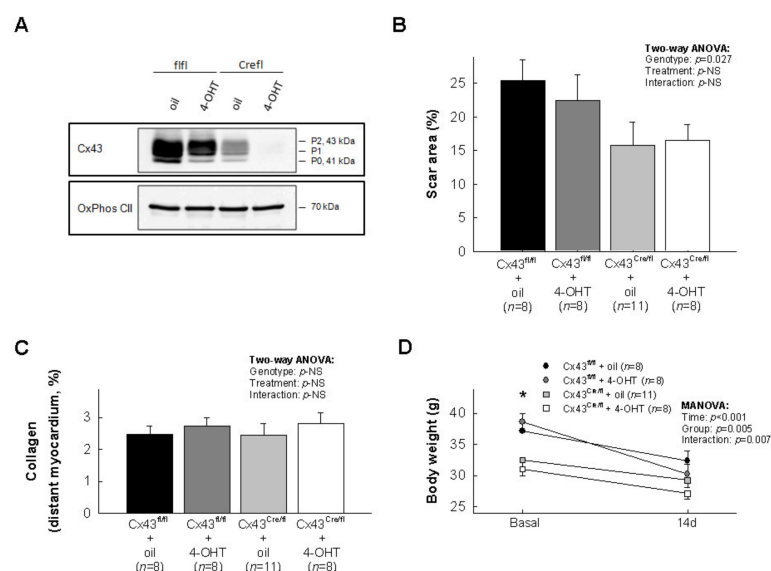 A
flfl
Crefl
oil
4-OHT
oil
4-OHT
Cx43
P2, 43 kDa
P1
P0, 41 kDa
OxPhos CII
70 kDa
B
Two-way ANOVA:
Genotype: p=0.027
Treatment: p-NS
Interaction: p-NS
Scar area (%)
25
20
15
10
5
0
Cx43fl/fl
+
oil
(n=8)
Cx43fl/fl
+
4-OHT
(n=8)
Cx43Cre/fl
+
oil
(n=11)
Cx43Cre/fl
+
4-OHT
(n=8)
C
Two-way ANOVA:
Genotype: p-NS
Treatment: p-NS
Interaction: p-NS
Collagen
(distant myocardium, %)
3
2
1
0
Cx43fl/fl
+
oil
(n=8)
Cx43fl/fl
+
4-OHT
(n=8)
Cx43Cre/fl
+
oil
(n=11)
Cx43Cre/fl
+
4-OHT
(n=8)
D
Cx43fl/fl + oil (n=8)
Cx43fl/fl + 4-OHT (n=8)
Cx43Cre/fl + oil (n=11)
Cx43Cre/fl + 4-OHT (n=8)
*
MANOVA:
Time: p<0.001
Group: p=0.005
Interaction: p=0.007
Body weight (g)
40
35
30
25
Basal
14d